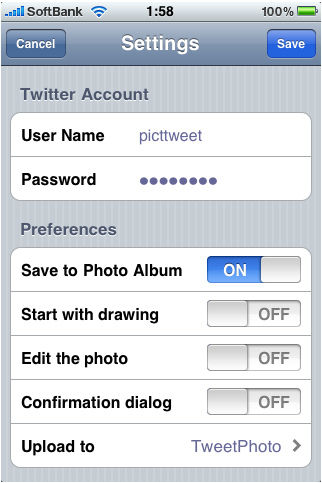 SoftBank 1:58 100%
Cancel Settings Save
Twitter Account
User Name picttweet
Password ●●●●●●●●
Preferences
Save to Photo Album ON
Start with drawing OFF
Edit the photo OFF
Confirmation dialog OFF
Upload to TweetPhoto